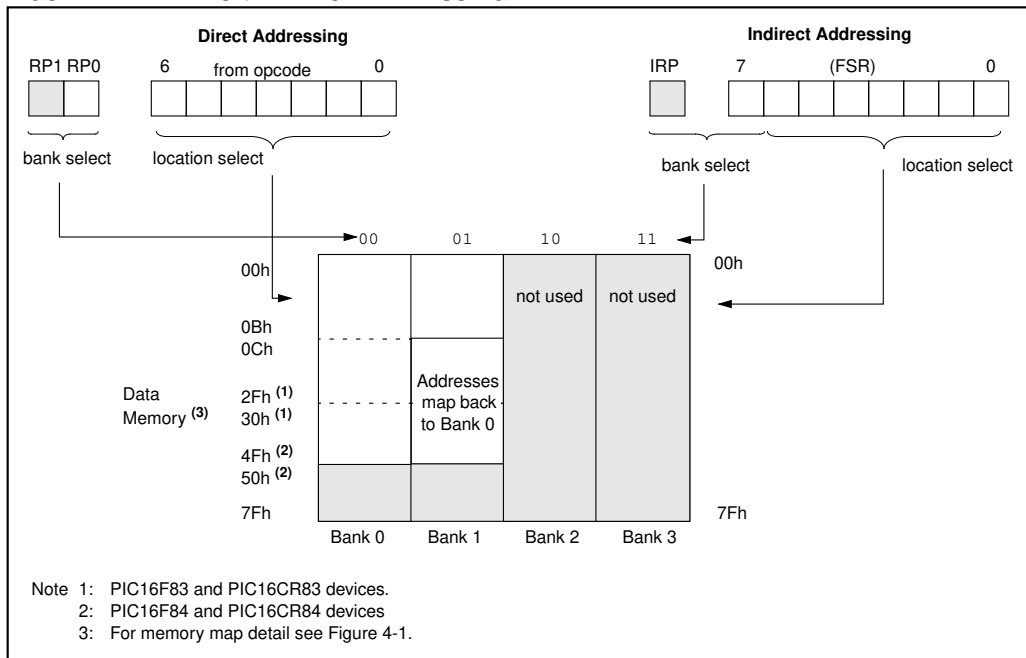 Direct Addressing
RP1 RP0 6 from opcode 0
bank select location select
Indirect Addressing
IRP 7 (FSR) 0
bank select location select
00 01 10 11
00h
0Bh
0Ch
2Fh (1)
30h (1)
4Fh (2)
50h (2)
7Fh
Data
Memory (3)
not used not used
Addresses
map back
to Bank 0
00h
7Fh
Bank 0 Bank 1 Bank 2 Bank 3
Note 1: PIC16F83 and PIC16CR83 devices.
2: PIC16F84 and PIC16CR84 devices
3: For memory map detail see Figure 4-1.